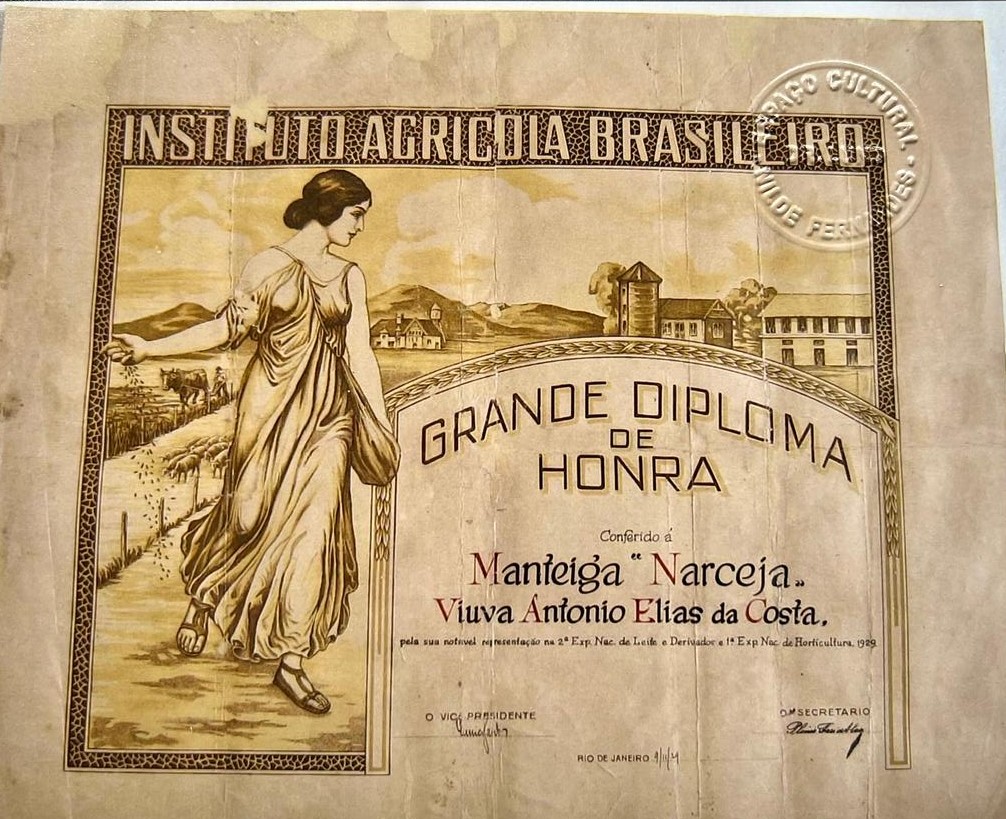 INSTITUTO AGRICOLA BRASILEIRO
ESPAÇO CULTURAL
NILDE FERNANDES
GRANDE DIPLOMA
DE
HONRA
Conferido á
Manteiga “Narceja„
Viuva Antonio Elias da Costa,
pela sua notavel representação na 2ª Exp. Nac. de Leite e Derivados e 1ª Exp Nac. de Horticultura, 1929
O VICE PRESIDENTE
O SECRETARIO
RIO DE JANEIRO